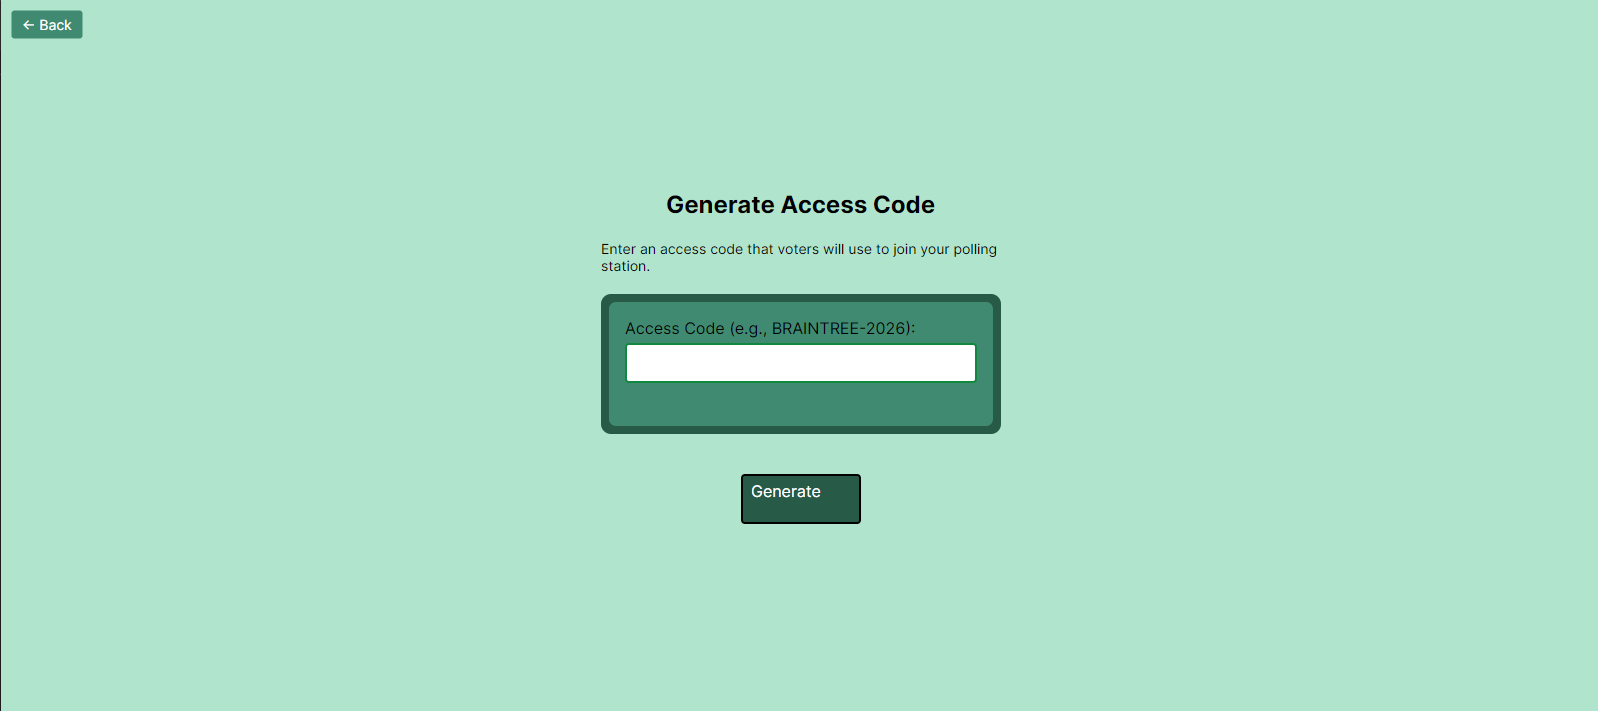 ← Back
Generate Access Code
Enter an access code that voters will use to join your polling
station.
Access Code (e.g., BRAINTREE-2026):
Generate